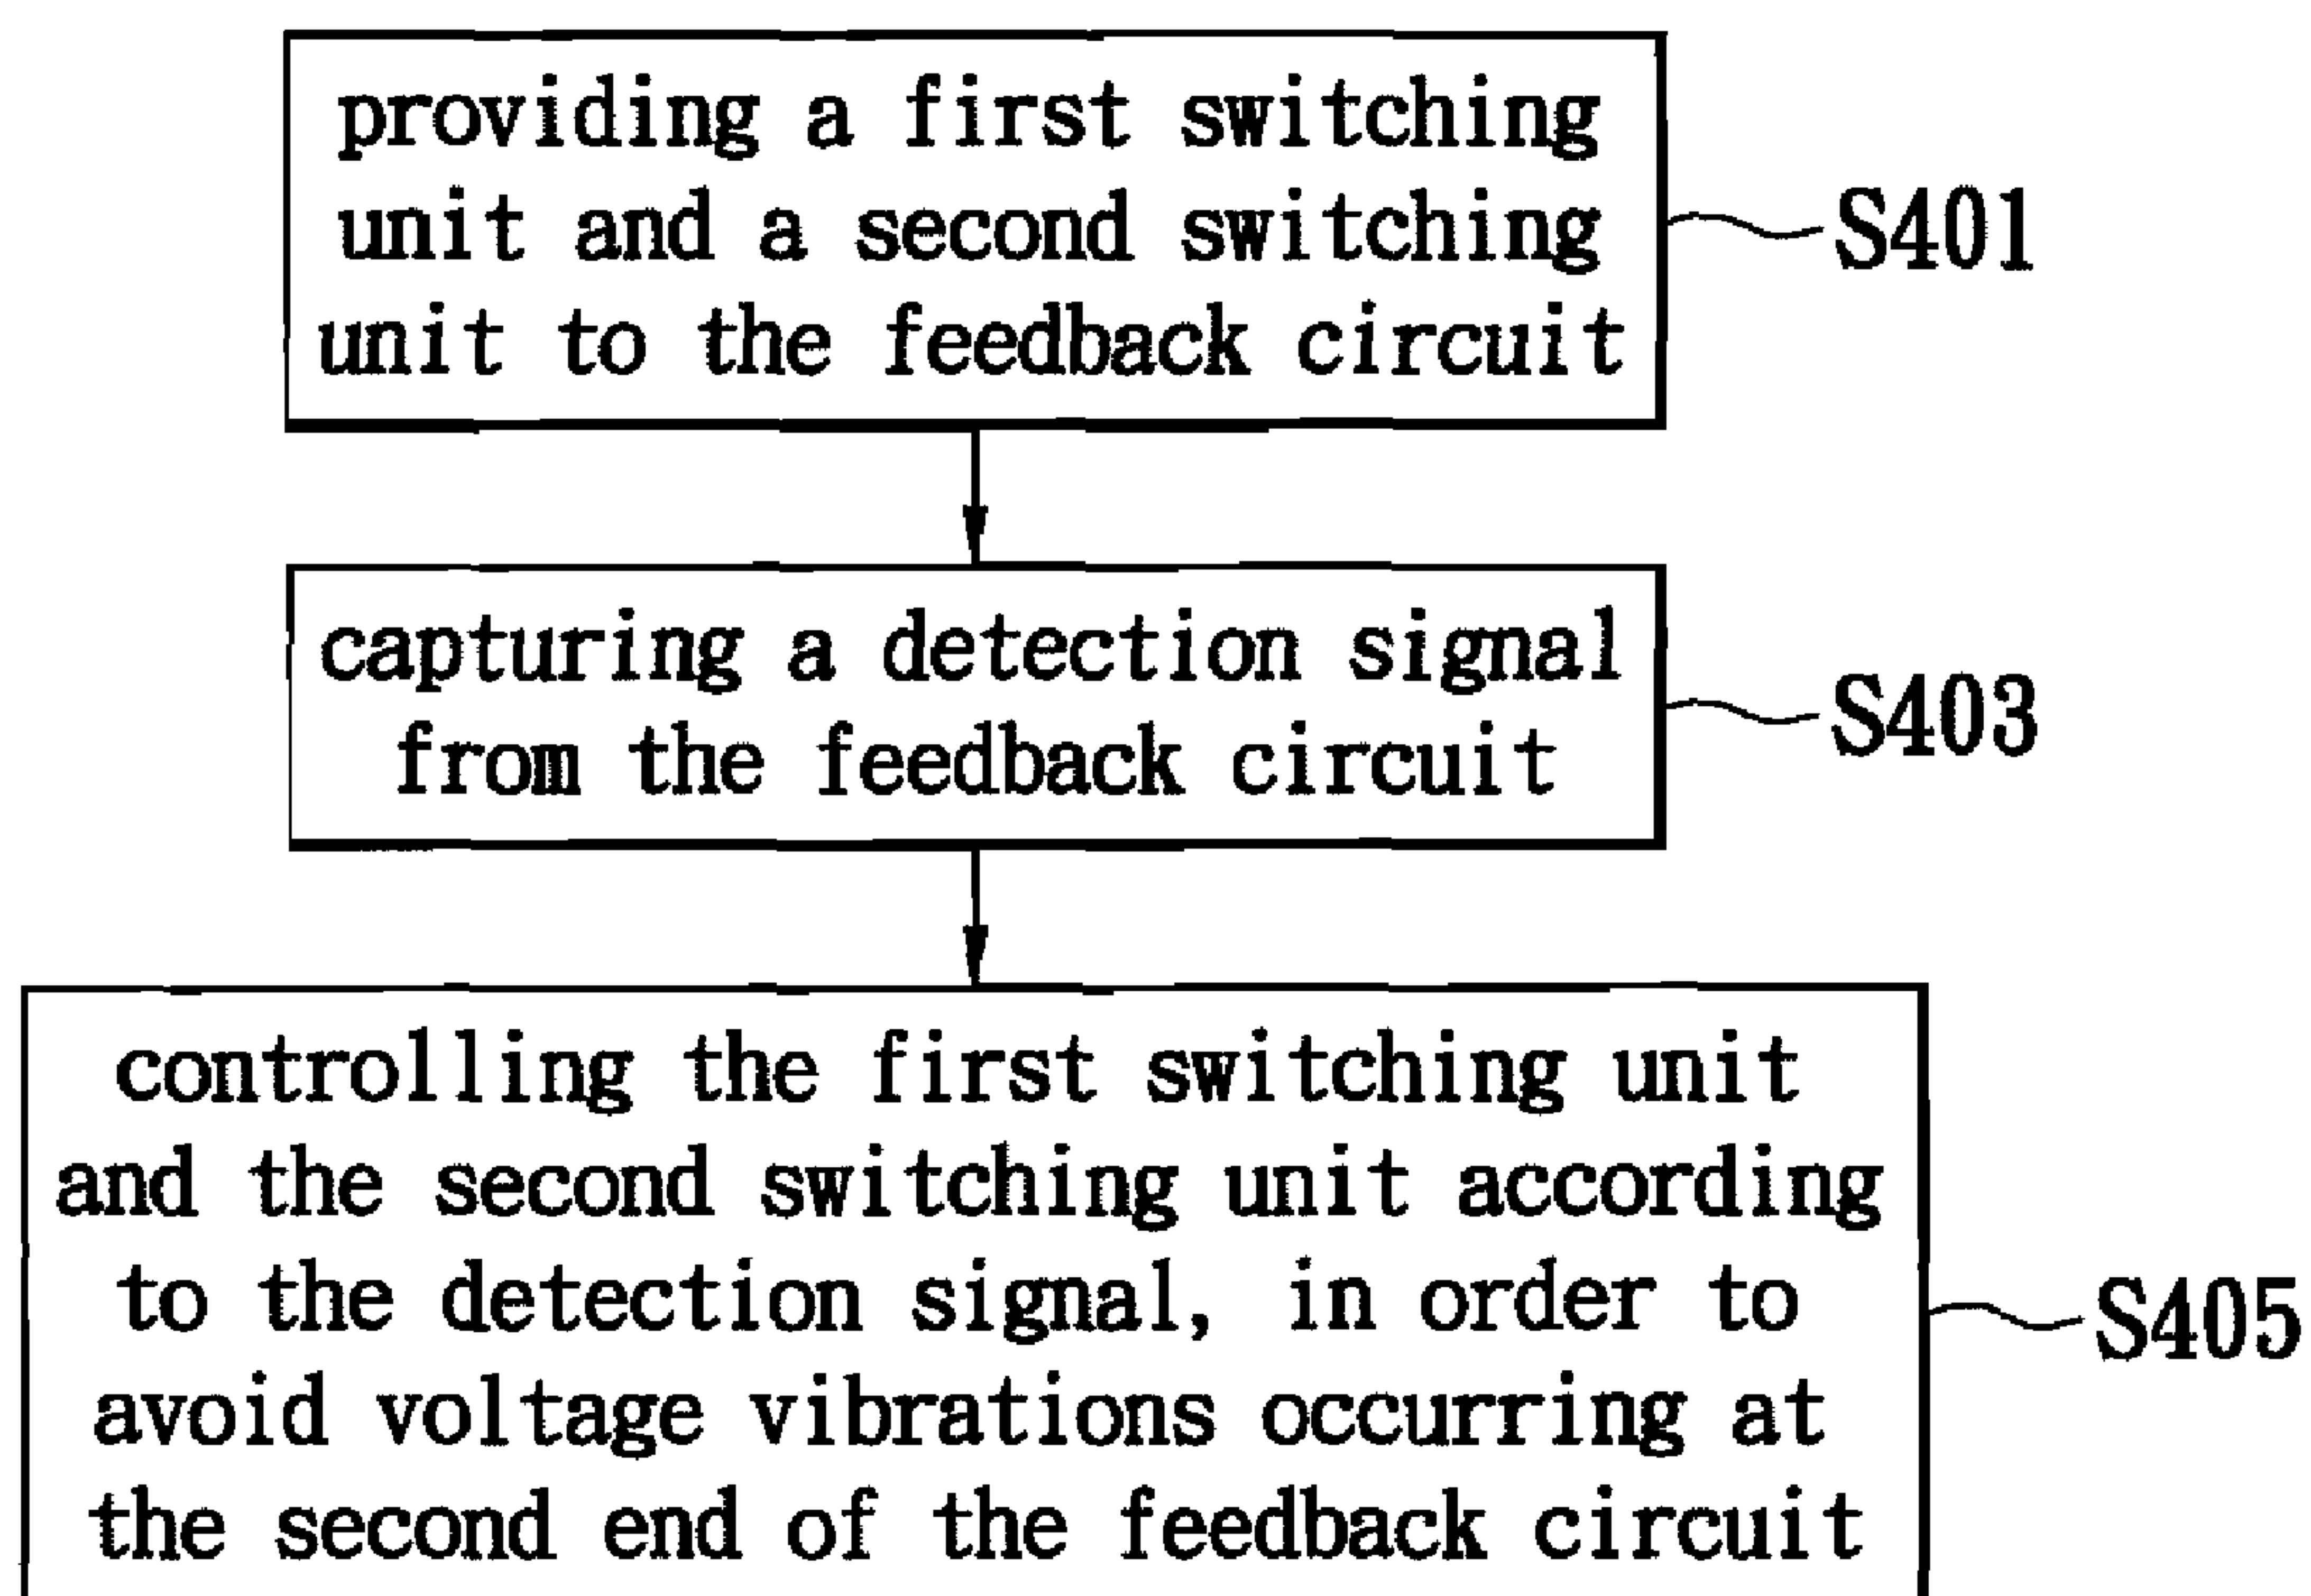 providing a first switching
unit and a second switching
unit to the feedback circuit
S401
capturing a detection signal
from the feedback circuit
S403
controlling the first switching unit
and the second switching unit according
to the detection signal, in order to
avoid voltage vibrations occurring at
the second end of the feedback circuit
S405